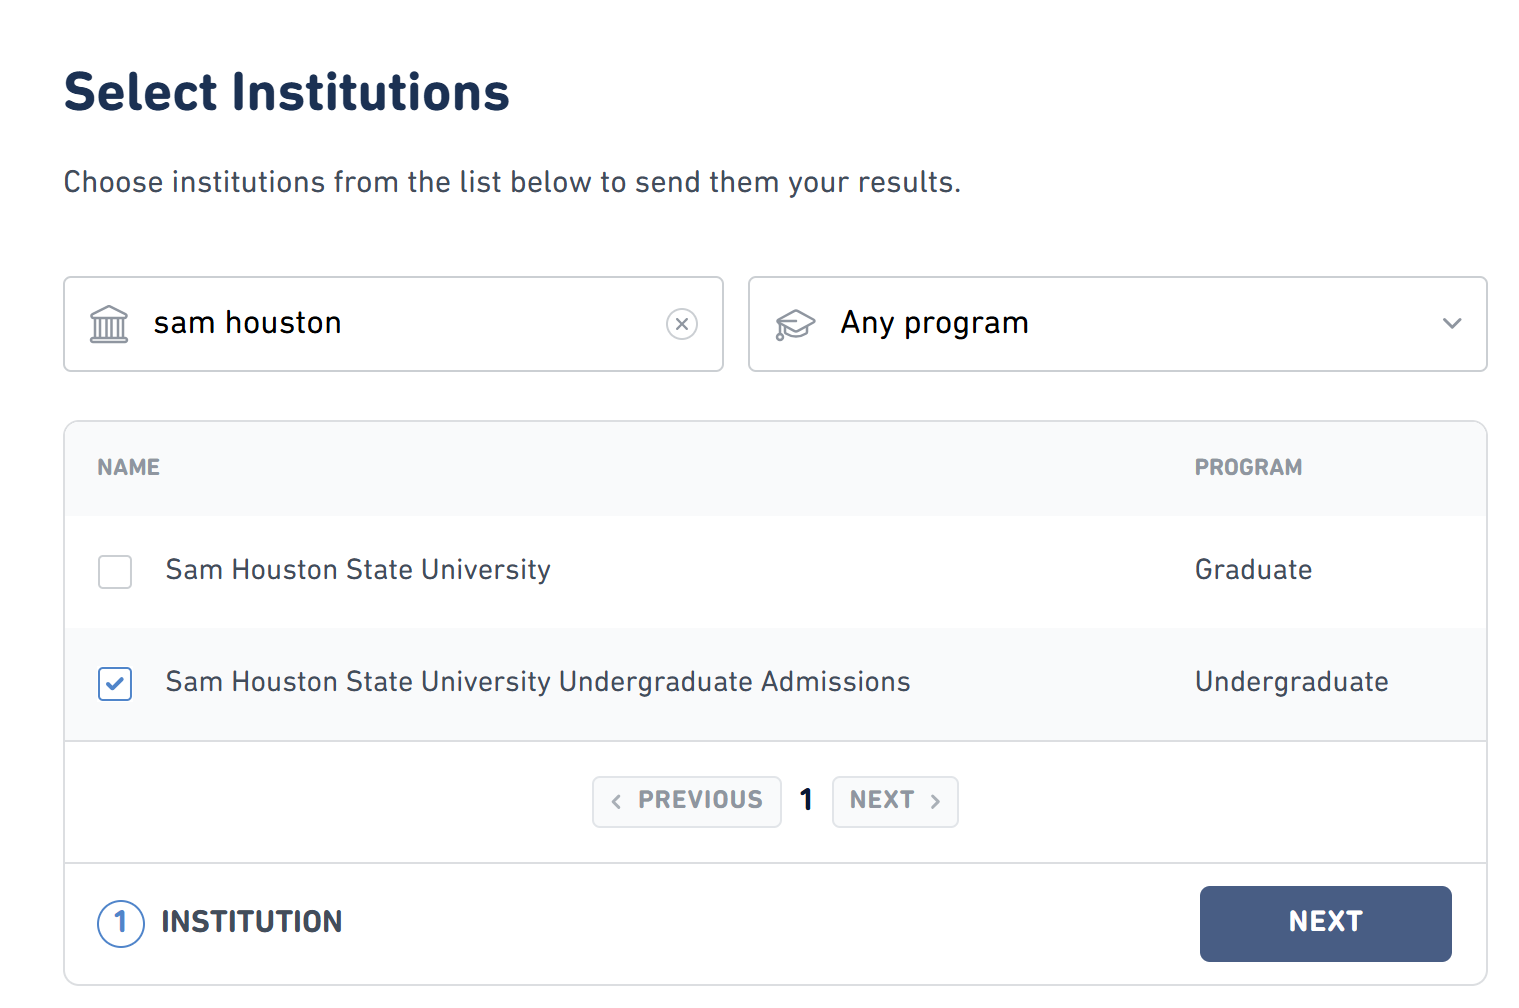 Select Institutions
Choose institutions from the list below to send them your results.
sam houston
Any program
NAME PROGRAM
Sam Houston State University Graduate
Sam Houston State University Undergraduate Admissions Undergraduate
PREVIOUS 1 NEXT
1 INSTITUTION NEXT